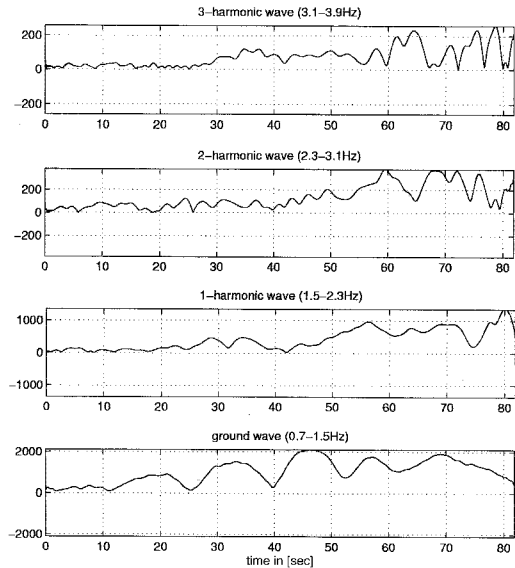 3-harmonic wave (3.1-3.9Hz)
200
0
-200
0 10 20 30 40 50 60 70 80
2-harmonic wave (2.3-3.1Hz)
200
0
-200
0 10 20 30 40 50 60 70 80
1-harmonic wave (1.5-2.3Hz)
1000
0
-1000
0 10 20 30 40 50 60 70 80
ground wave (0.7-1.5Hz)
2000
0
-2000
0 10 20 30 40 50 60 70 80
time in [sec]